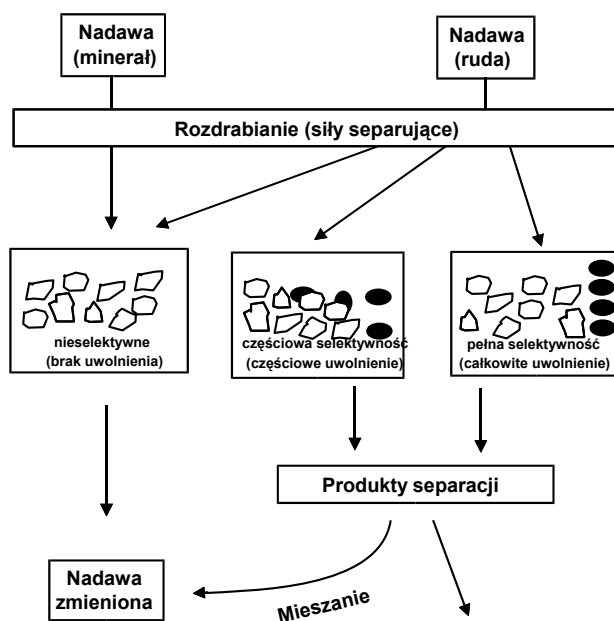 Nadawa
(minerał)
Nadawa
(ruda)
Rozdrabianie (siły separujące)
nieselektywne
(brak uwolnienia)
częściowa selektywność
(częściowe uwolnienie)
pełna selektywność
(całkowite uwolnienie)
Produkty separacji
Nadawa
zmieniona
Mieszanie